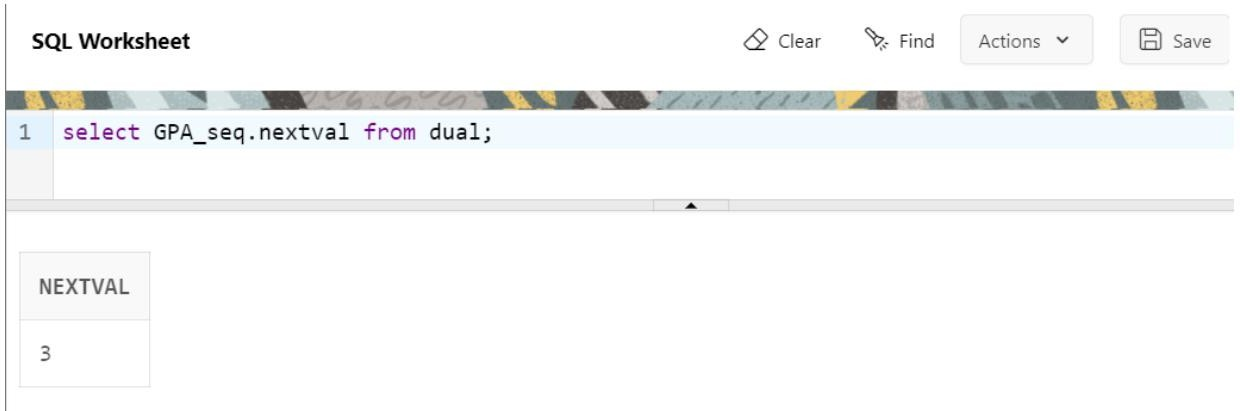 SQL Worksheet Clear Find Actions Save
1 select GPA_seq.nextval from dual;
NEXTVAL
3